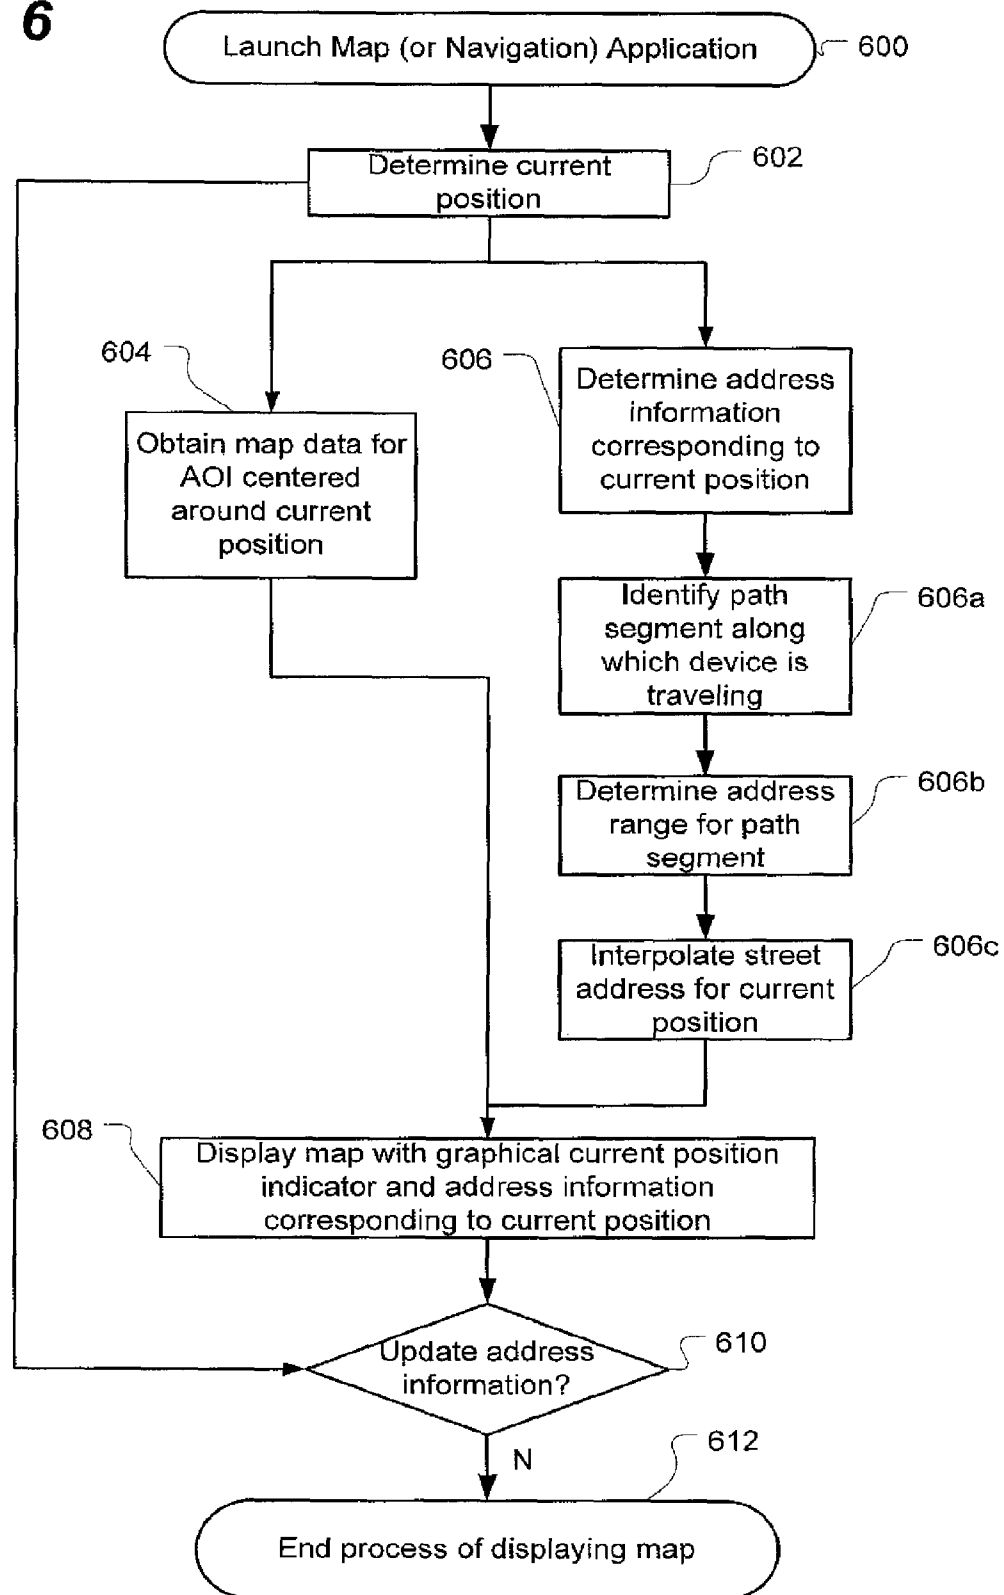 6
Launch Map (or Navigation) Application
600
Determine current
position
602
604
Obtain map data for
AOI centered
around current
position
606
Determine address
information
corresponding to
current position
Identify path
segment along
which device is
traveling
606a
Determine address
range for path
segment
606b
Interpolate street
address for current
position
606c
608
Display map with graphical current position
indicator and address information
corresponding to current position
Update address
information?
610
N
612
End process of displaying map